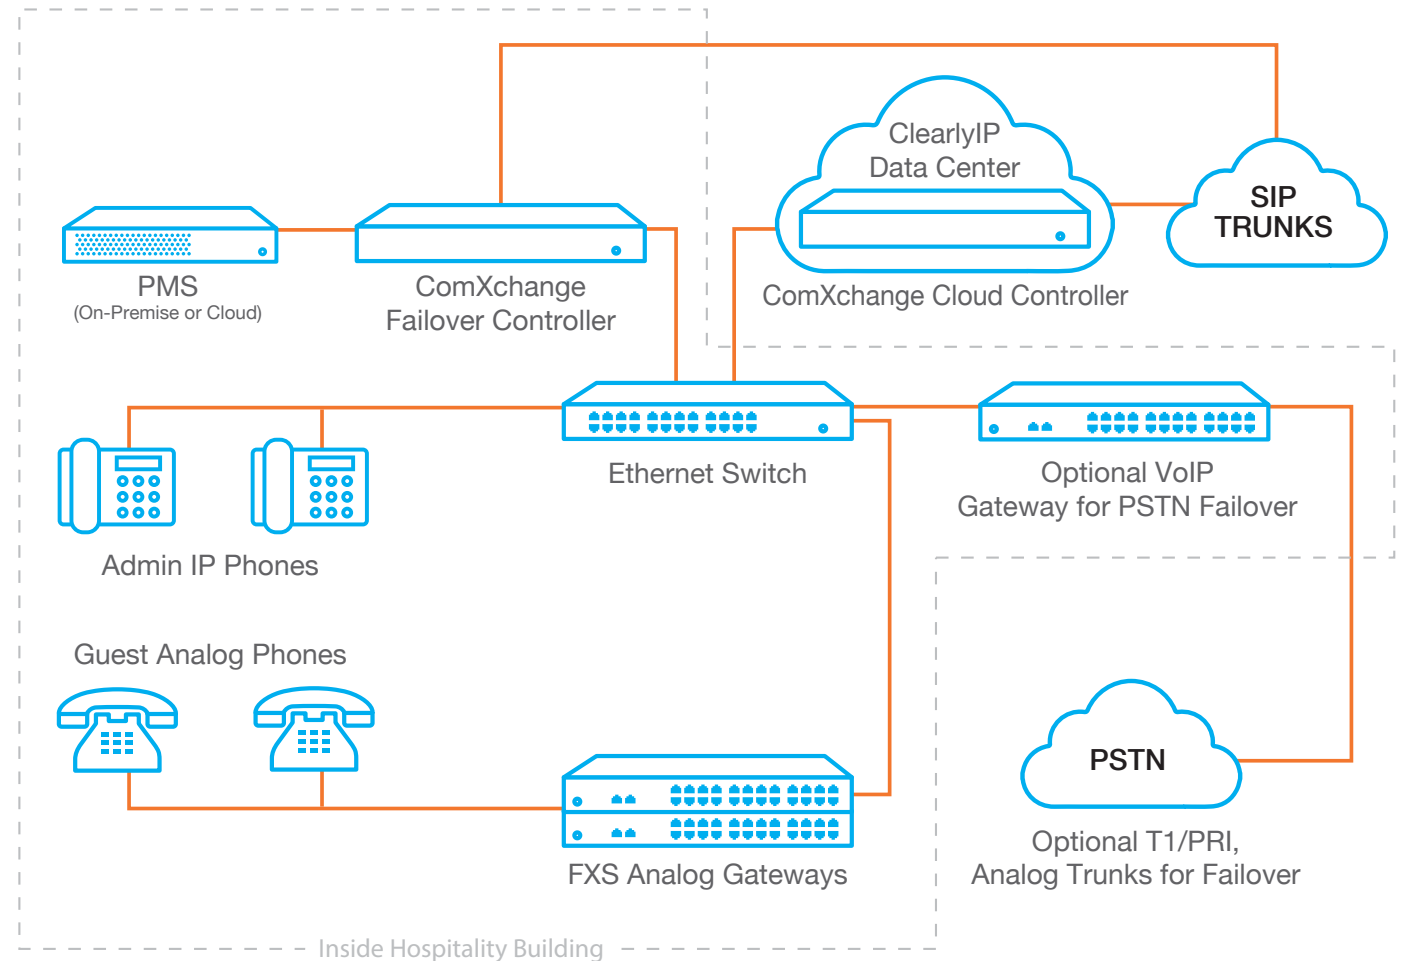 ClearlyIP
Data Center
SIP
TRUNKS
PMS
(On-Premise or Cloud)
ComXchange
Failover Controller
ComXchange Cloud Controller
Ethernet Switch
Optional VoIP
Gateway for PSTN Failover
Admin IP Phones
Guest Analog Phones
PSTN
Optional T1/PRI,
Analog Trunks for Failover
FXS Analog Gateways
Inside Hospitality Building